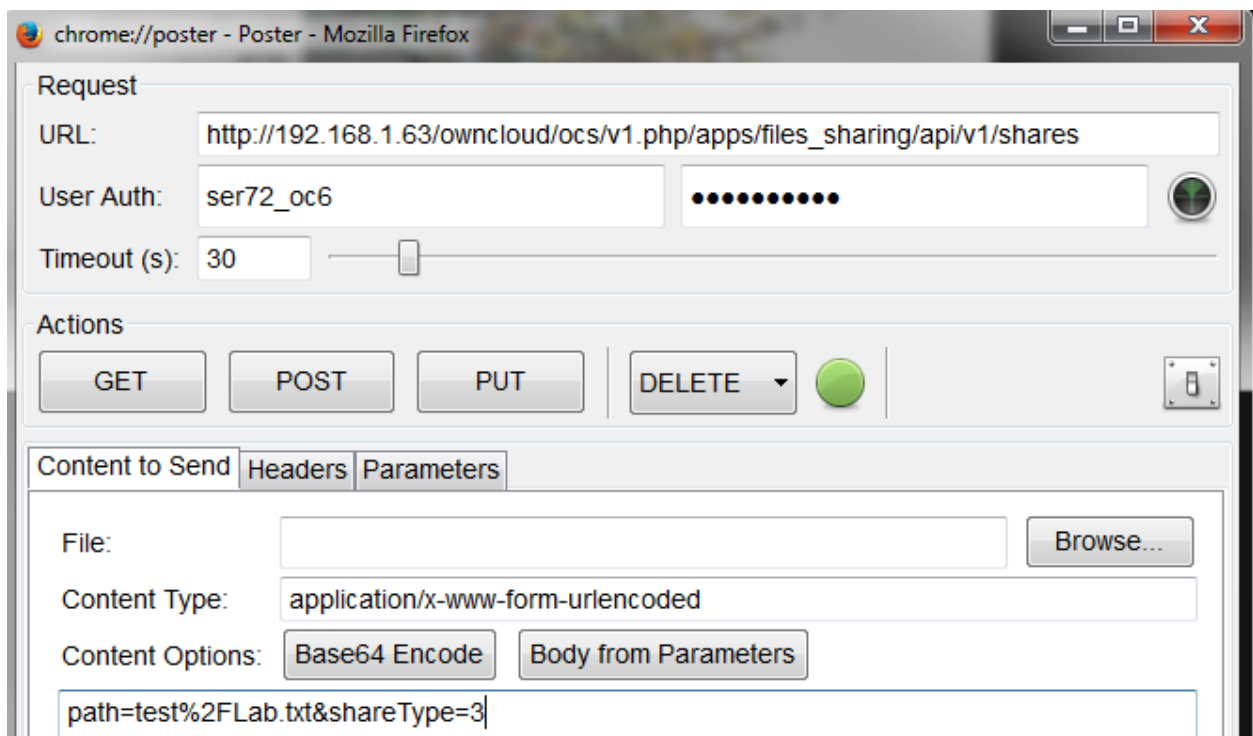 chrome://poster - Poster - Mozilla Firefox
Request
URL: http://192.168.1.63/owncloud/ocs/v1.php/apps/files_sharing/api/v1/shares
User Auth: ser72_oc6 ●●●●●●●●●●
Timeout (s): 30
Actions
GET POST PUT DELETE
Content to Send Headers Parameters
File: Browse...
Content Type: application/x-www-form-urlencoded
Content Options: Base64 Encode Body from Parameters
path=test%2FLab.txt&shareType=3